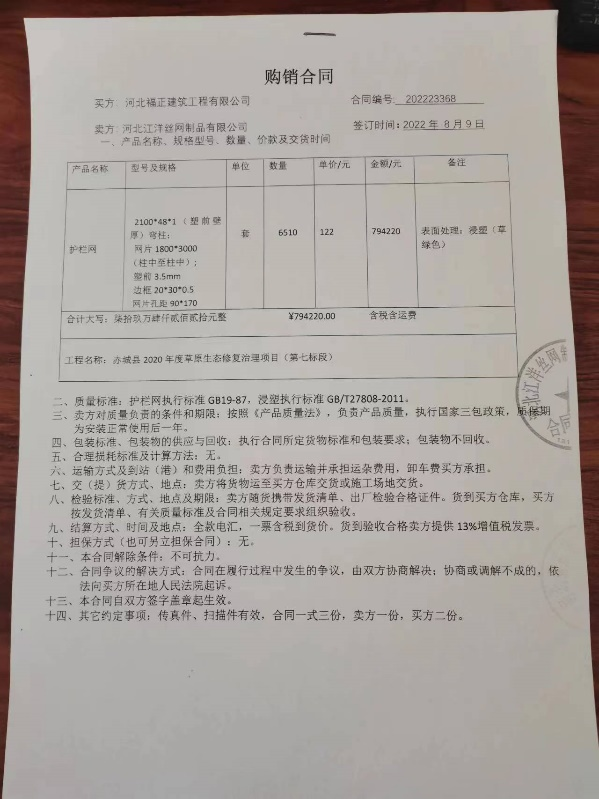 购销合同
买方: 河北福正建筑工程有限公司 合同编号: 202223368
卖方: 河北江洋丝网制品有限公司 签订时间: 2022 年 8 月 9 日
一、产品名称、规格型号、数量、价款及交货时间
产品名称 型号及规格 单位 数量 单价/元 金额/元 备注
护栏网 2100*48*1（塑前壁厚）弯柱; 套 6510 122 794220 表面处理：浸塑（草绿色）
网片 1800*3000
（柱中至柱中）;
塑前 3.5mm
边框 20*30*0.5
网片孔距 90*170
合计大写：柒拾玖万肆仟贰佰贰拾元整 ¥794220.00 含税含运费
工程名称：赤城县 2020 年度草原生态修复治理项目（第七标段）
二、质量标准：护栏网执行标准 GB19-87，浸塑执行标准 GB/T27808-2011。
三、卖方对质量负责的条件和期限：按照《产品质量法》，负责产品质量，执行国家三包政策，质保期
为安装正常使用后一年。
四、包装标准、包装物的供应与回收：执行合同所定货物标准和包装要求；包装物不回收。
五、合理损耗标准及计算方法：无。
六、运输方式及到站（港）和费用负担：卖方负责运输并承担运杂费用，卸车费买方承担。
七、交（提）货方式、地点：卖方将货物运至买方仓库交货或施工场地交货。
八、检验标准、方式、地点及期限：卖方随货携带发货清单、出厂检验合格证件。货到买方仓库，买方
按发货清单、有关质量标准及合同相关规定要求组织验收。
九、结算方式、时间及地点：全款电汇，一票含税到货价。货到验收合格卖方提供 13%增值税发票。
十、担保方式（也可另立担保合同）：无。
十一、本合同解除条件：不可抗力。
十二、合同争议的解决方式：合同在履行过程中发生的争议，由双方协商解决；协商或调解不成的，依
法向买方所在地人民法院起诉。
十三、本合同自双方签字盖章起生效。
十四、其它约定事项：传真件、扫描件有效，合同一式三份，卖方一份，买方二份。
河北江洋丝网
合同